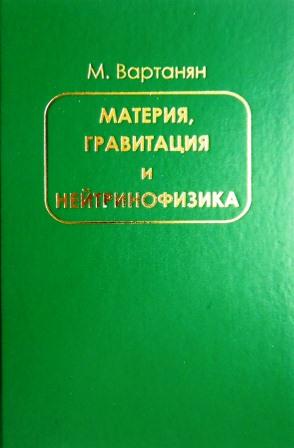 М. Вартанян
МАТЕРИЯ,
ГРАВИТАЦИЯ
И
НЕЙТРИНОФИЗИКА